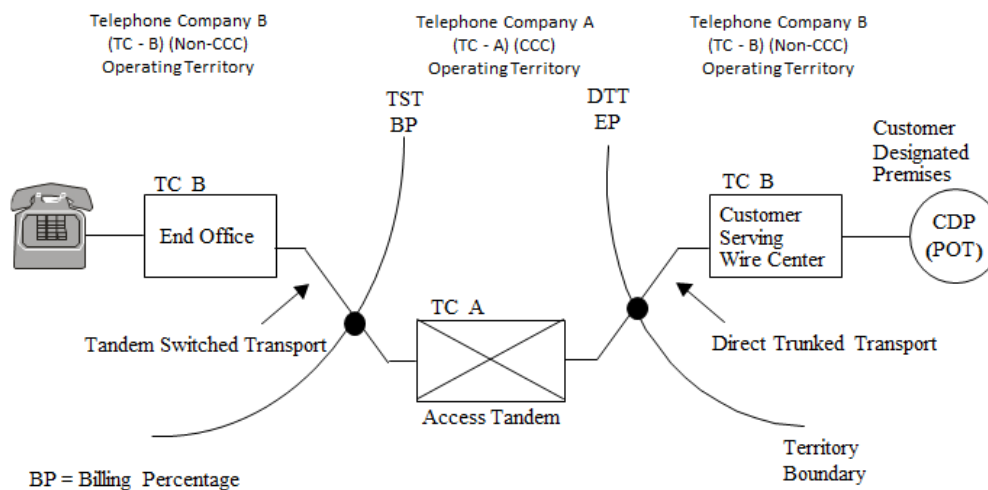 Telephone Company B
(TC - B) (Non-CCC)
Operating Territory
Telephone Company A
(TC - A) (CCC)
Operating Territory
Telephone Company B
(TC - B) (Non-CCC)
Operating Territory
TST
BP
DTT
EP
Customer
Designated
Premises
TC B
End Office
TC B
Customer
Serving
Wire Center
CDP
(POT)
Tandem Switched Transport
TC A
Access Tandem
Direct Trunked Transport
BP = Billing Percentage
Territory
Boundary